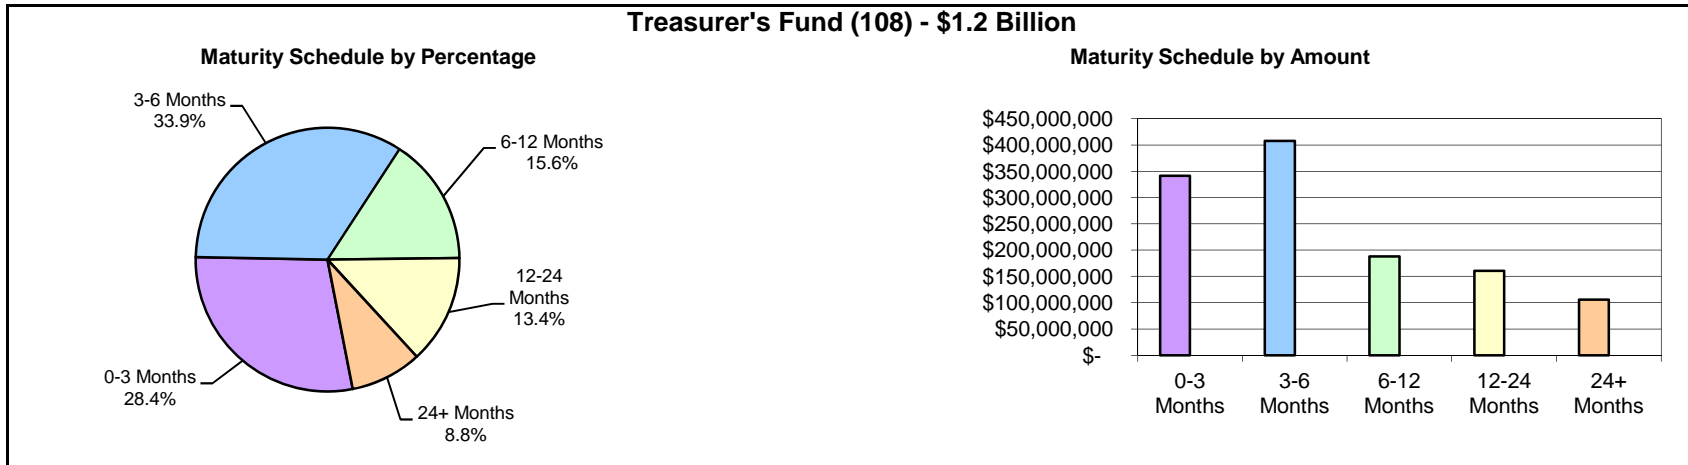 Treasurer's Fund (108) - $1.2 Billion
Maturity Schedule by Percentage
3-6 Months
33.9%
6-12 Months
15.6%
12-24
Months
13.4%
0-3 Months
28.4%
24+ Months
8.8%
Maturity Schedule by Amount
$450,000,000
$400,000,000
$350,000,000
$300,000,000
$250,000,000
$200,000,000
$150,000,000
$100,000,000
$50,000,000
$-
0-3
Months
3-6
Months
6-12
Months
12-24
Months
24+
Months